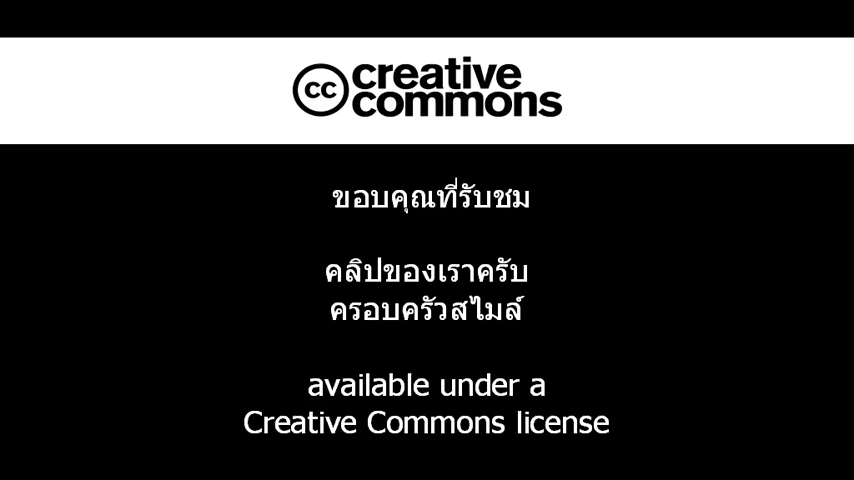 cc creative
commons
ขอบคุณที่รับชม
คลิปของเราครับ
ครอบครัวสไมล์
available under a
Creative Commons license